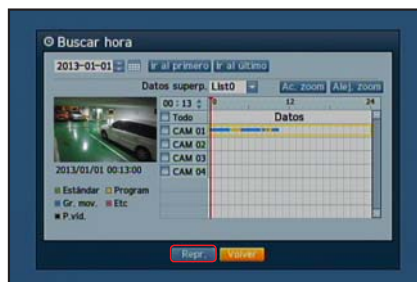 Buscar hora
2013-01-01 Ir al primero Ir al último
Datos superp. List0 Ac. zoom Alej. zoom
00 : 13 0 12 24
Todo Datos
CAM 01
CAM 02
CAM 03
CAM 04
2013/01/01 00:13:00
Estándar Program
Gr. mov. Etc
P.vid.
Repr. Volver